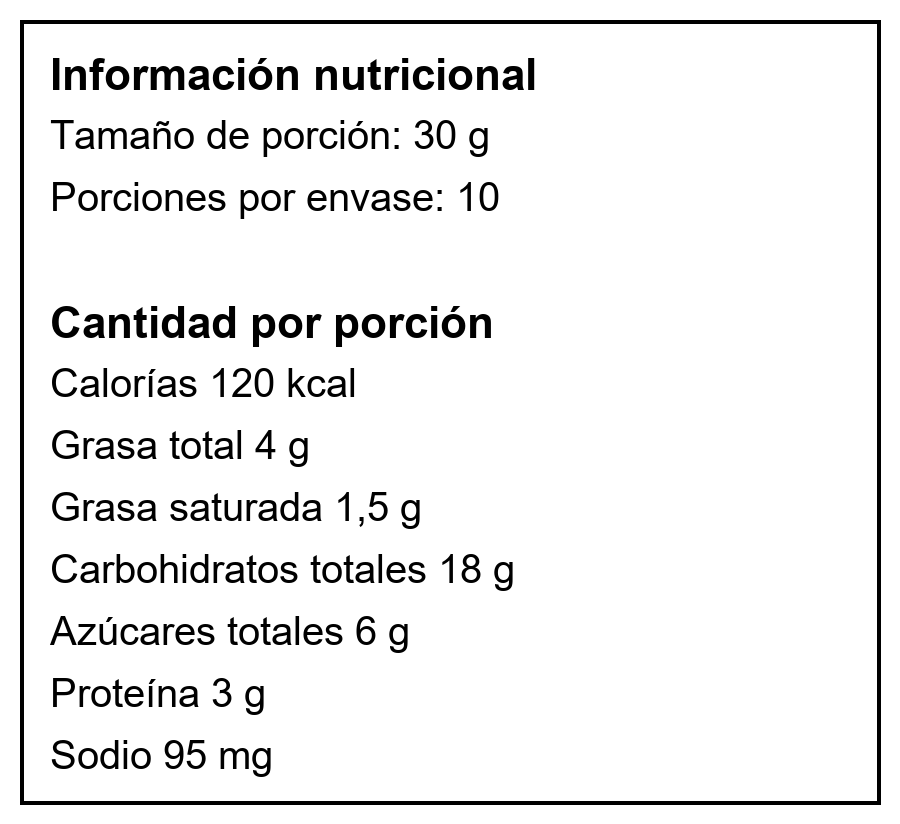 Información nutricional
Tamaño de porción: 30 g
Porciones por envase: 10
Cantidad por porción
Calorías 120 kcal
Grasa total 4 g
Grasa saturada 1,5 g
Carbohidratos totales 18 g
Azúcares totales 6 g
Proteína 3 g
Sodio 95 mg